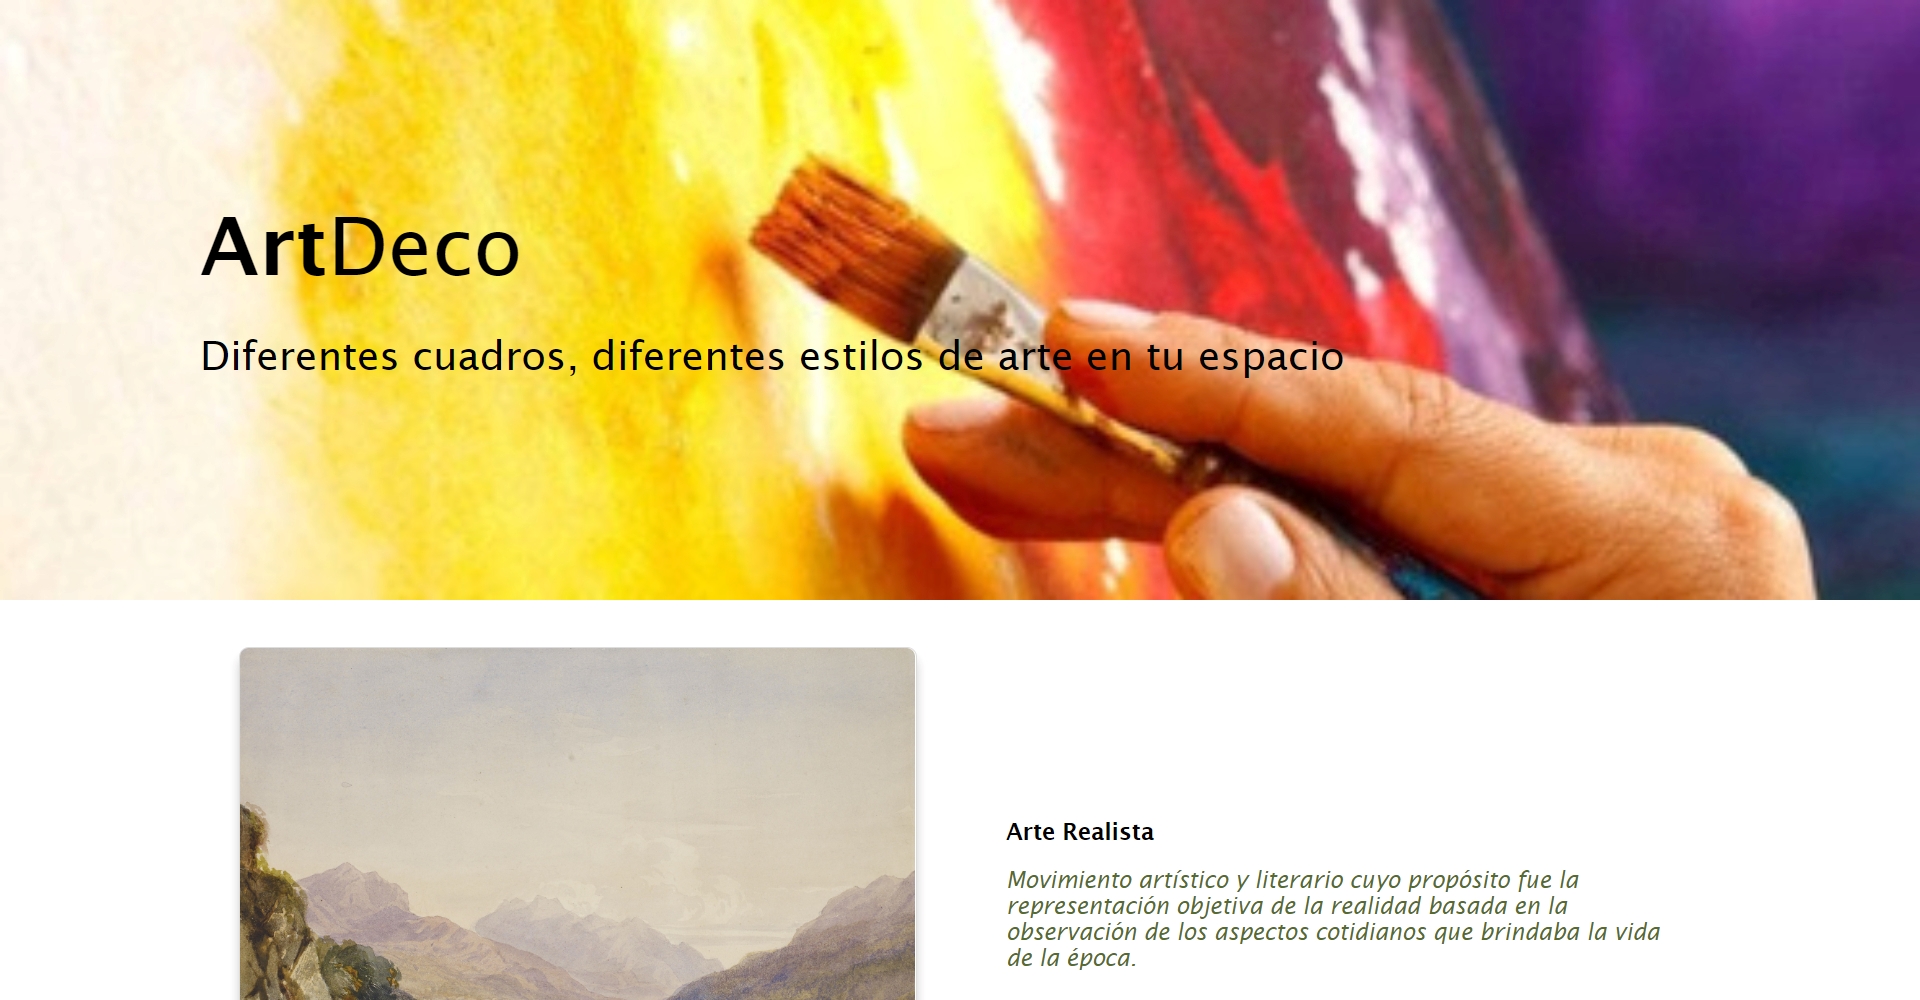 ArtDeco
Diferentes cuadros, diferentes estilos de arte en tu espacio
Arte Realista
Movimiento artístico y literario cuyo propósito fue la
representación objetiva de la realidad basada en la
observación de los aspectos cotidianos que brindaba la vida
de la época.